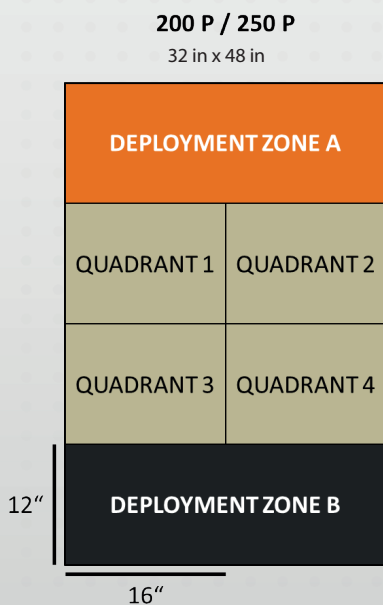 200 P / 250 P
32 in x 48 in
DEPLOYMENT ZONE A
QUADRANT 1 QUADRANT 2
QUADRANT 3 QUADRANT 4
12“ DEPLOYMENT ZONE B
16“